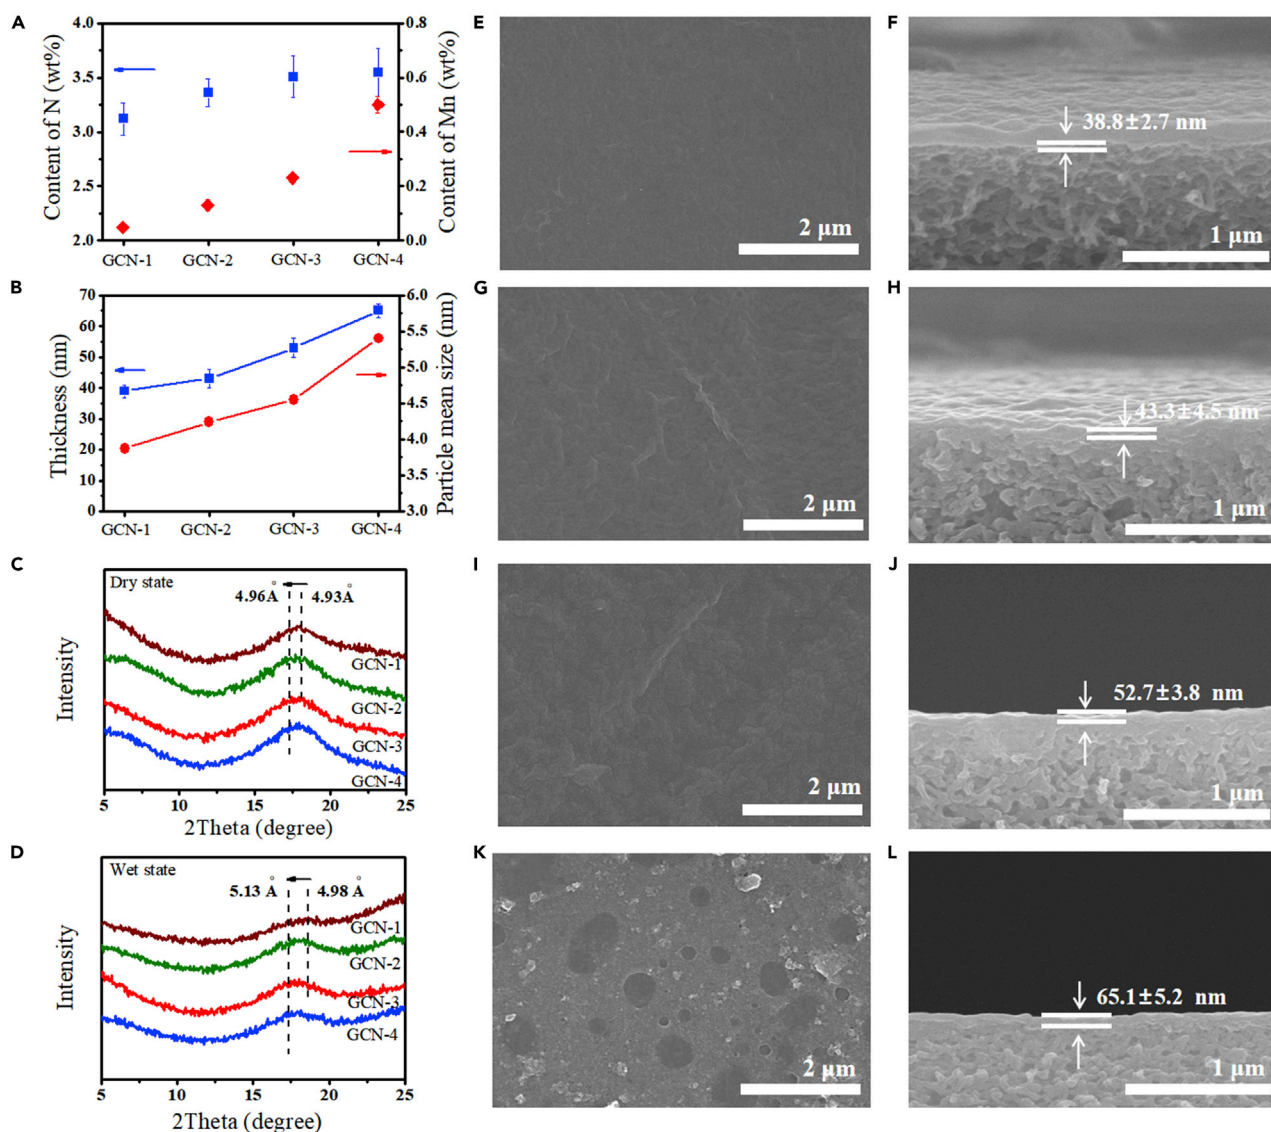 A
4.0
3.5
3.0
2.5
2.0
Content of N (wt%)
0.8
0.6
0.4
0.2
0.0
Content of Mn (wt%)
GCN-1 GCN-2 GCN-3 GCN-4
B
70
60
50
40
30
20
10
0
Thickness (nm)
6.0
5.5
5.0
4.5
4.0
3.5
3.0
Particle mean size (nm)
GCN-1 GCN-2 GCN-3 GCN-4
C
Dry state
4.96Å 4.93Å
GCN-1
GCN-2
GCN-3
GCN-4
Intensity
5 10 15 20 25
2Theta (degree)
D
Wet state
5.13 Å 4.98 Å
GCN-1
GCN-2
GCN-3
GCN-4
Intensity
5 10 15 20 25
2Theta (degree)
E
2 μm
F
38.8±2.7 nm
1 μm
G
2 μm
H
43.3±4.5 nm
1 μm
I
2 μm
J
52.7±3.8 nm
1 μm
K
2 μm
L
65.1±5.2 nm
1 μm